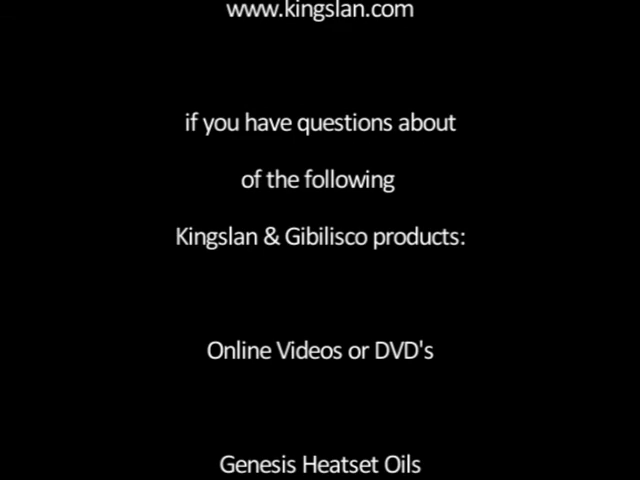 www.kingslan.com
if you have questions about
of the following
Kingslan & Gibilisco products:
Online Videos or DVD's
Genesis Heatset Oils